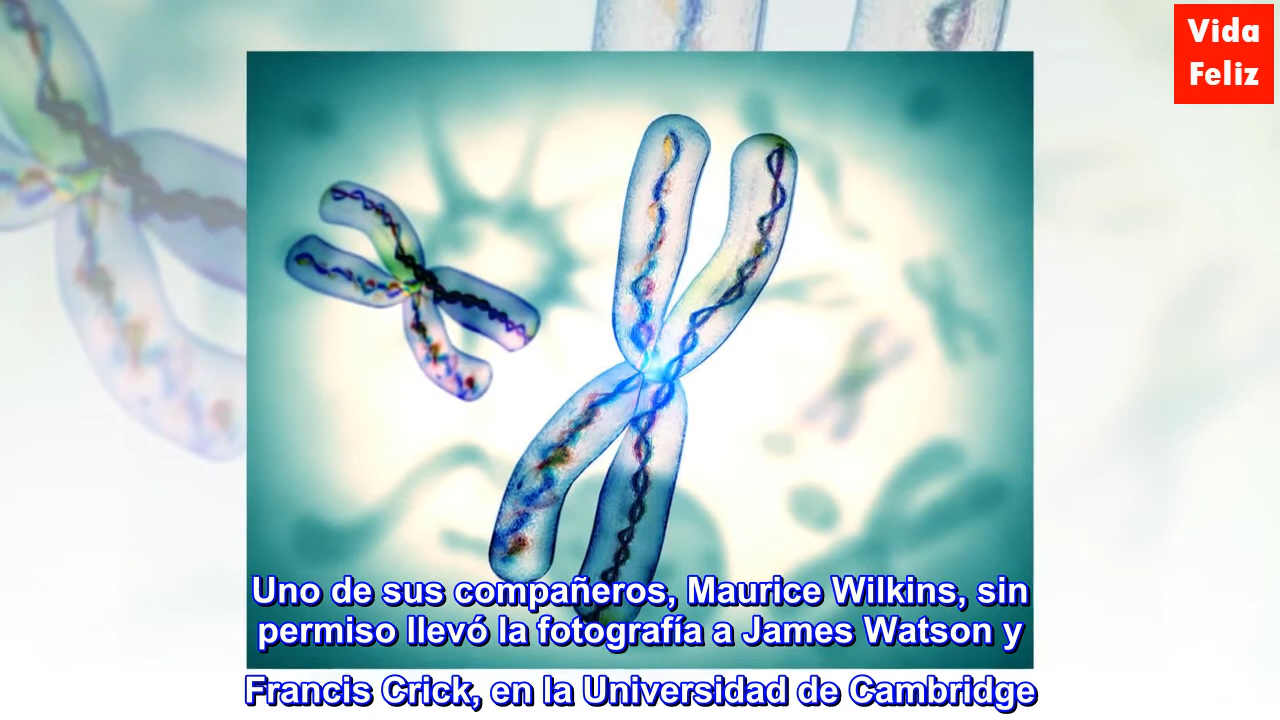 Vida
Feliz
Uno de sus compañeros, Maurice Wilkins, sin
permiso llevó la fotografía a James Watson y
Francis Crick, en la Universidad de Cambridge